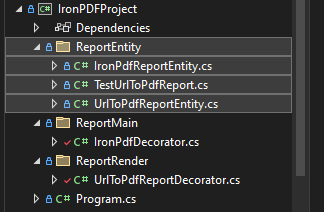 C# IronPDFProject
Dependencies
ReportEntity
C# IronPdfReportEntity.cs
C# TestUrlToPdfReport.cs
C# UrlToPdfReportEntity.cs
ReportMain
C# IronPdfDecorator.cs
ReportRender
C# UrlToPdfReportDecorator.cs
C# Program.cs